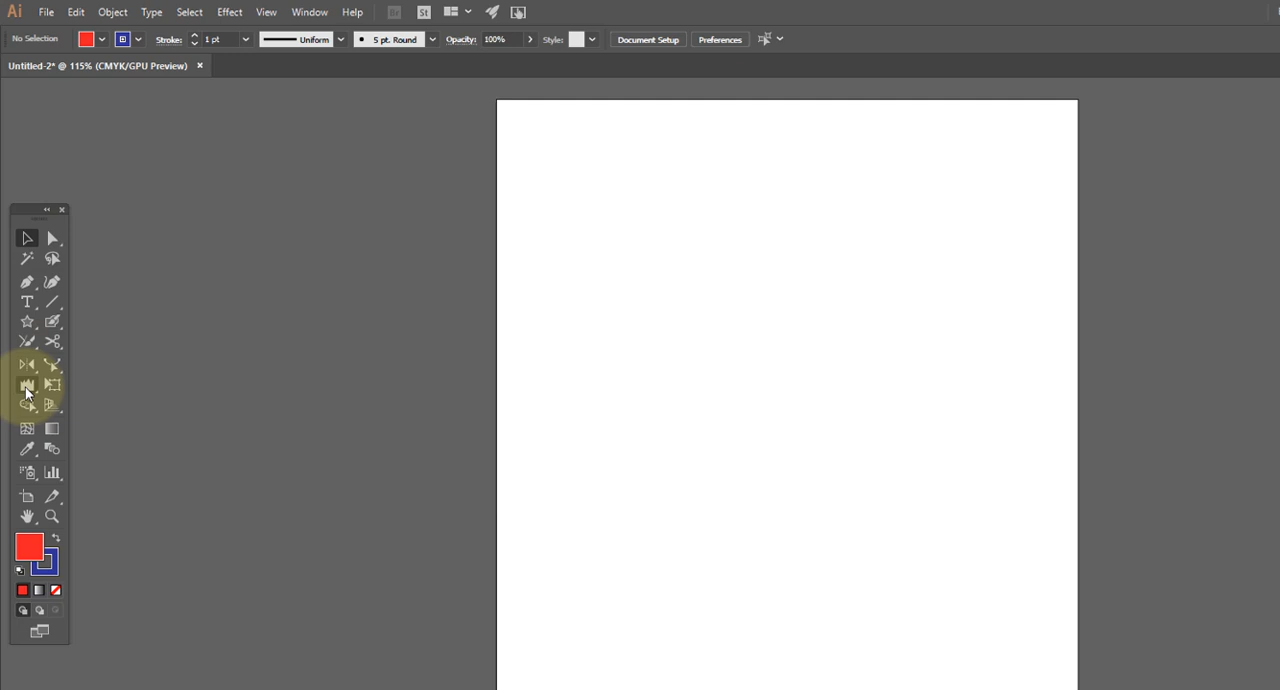 Ai File Edit Object Type Select Effect View Window Help Br St
No Selection Stroke: 1 pt Uniform 5 pt. Round Opacity: 100% Style: Document Setup Preferences
Untitled-2* @ 115% (CMYK/GPU Preview) ×